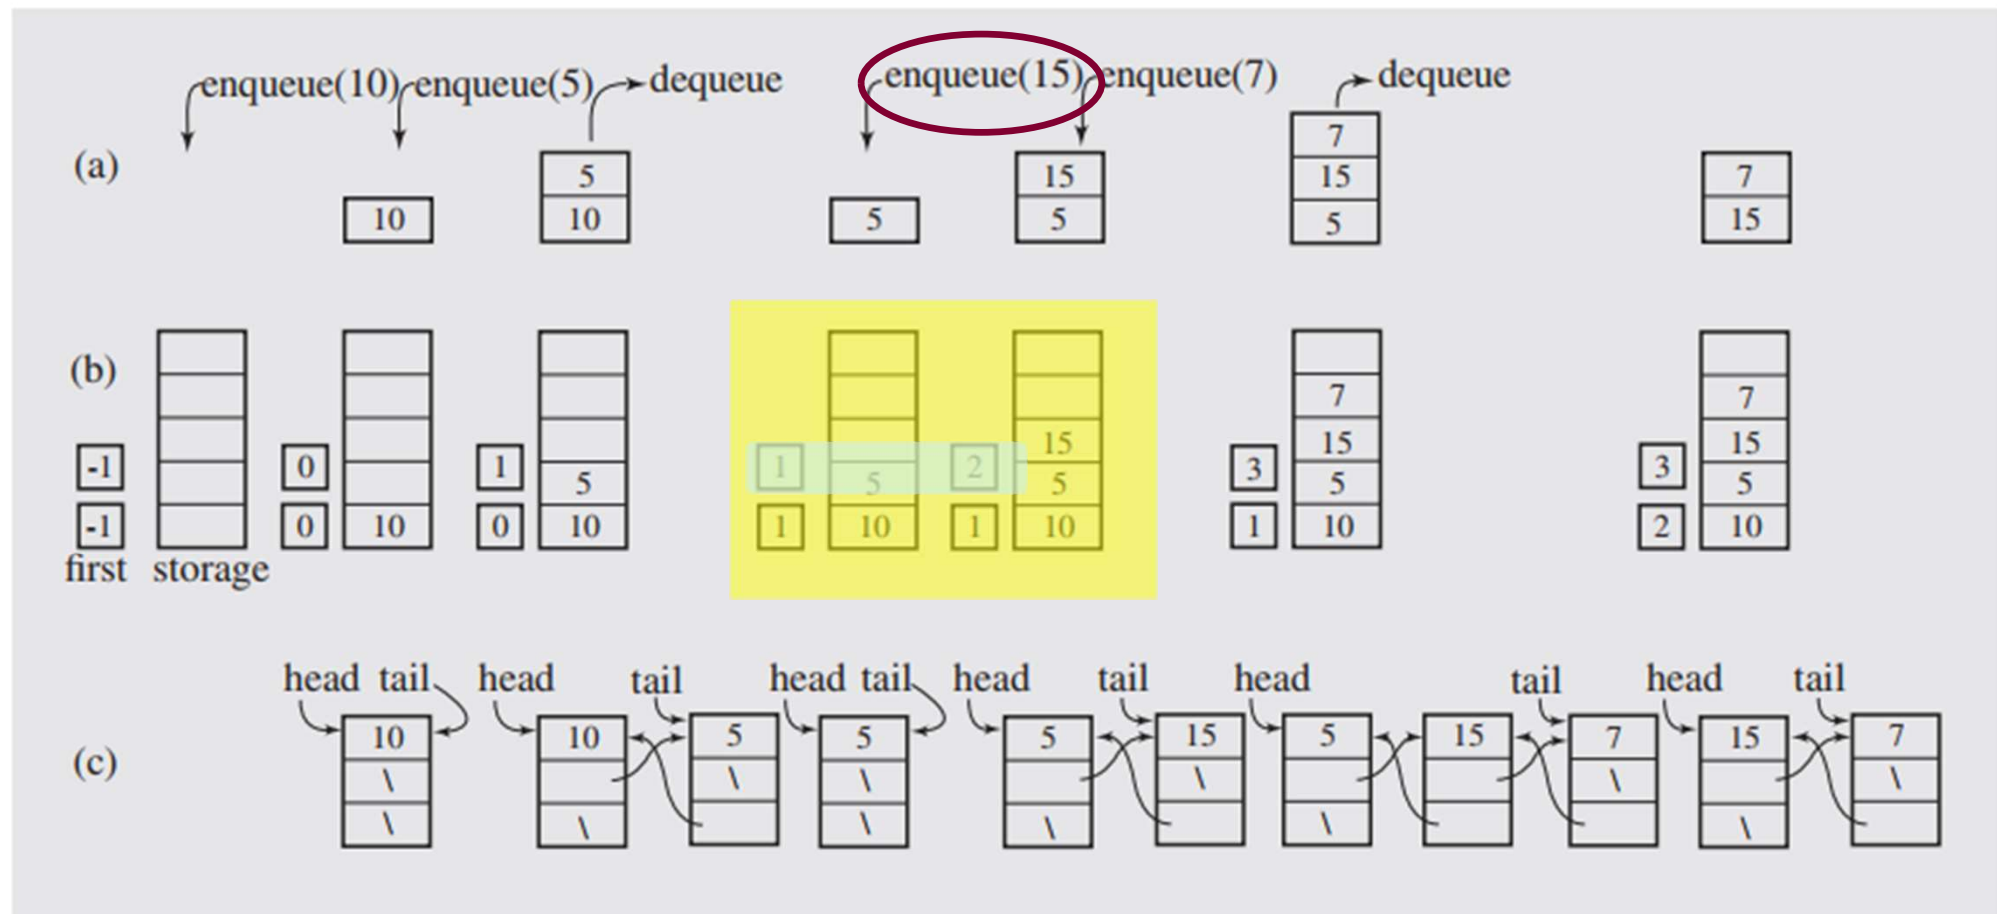 enqueue(10) enqueue(5) dequeue enqueue(15) enqueue(7) dequeue
(a)
7
5 15 15 7
10 10 5 5 5 15
(b)
7 7
15 15 15
-1 0 1 5 1 5 2 5 3 5 3 5
-1 0 10 0 10 1 10 1 10 1 10 2 10
first storage
head tail head tail head tail head tail head tail head tail
(c)
10 10 5 5 5 15 5 15 7 15 7
\ \ \ \ \ \
\ \ \ \ \ \